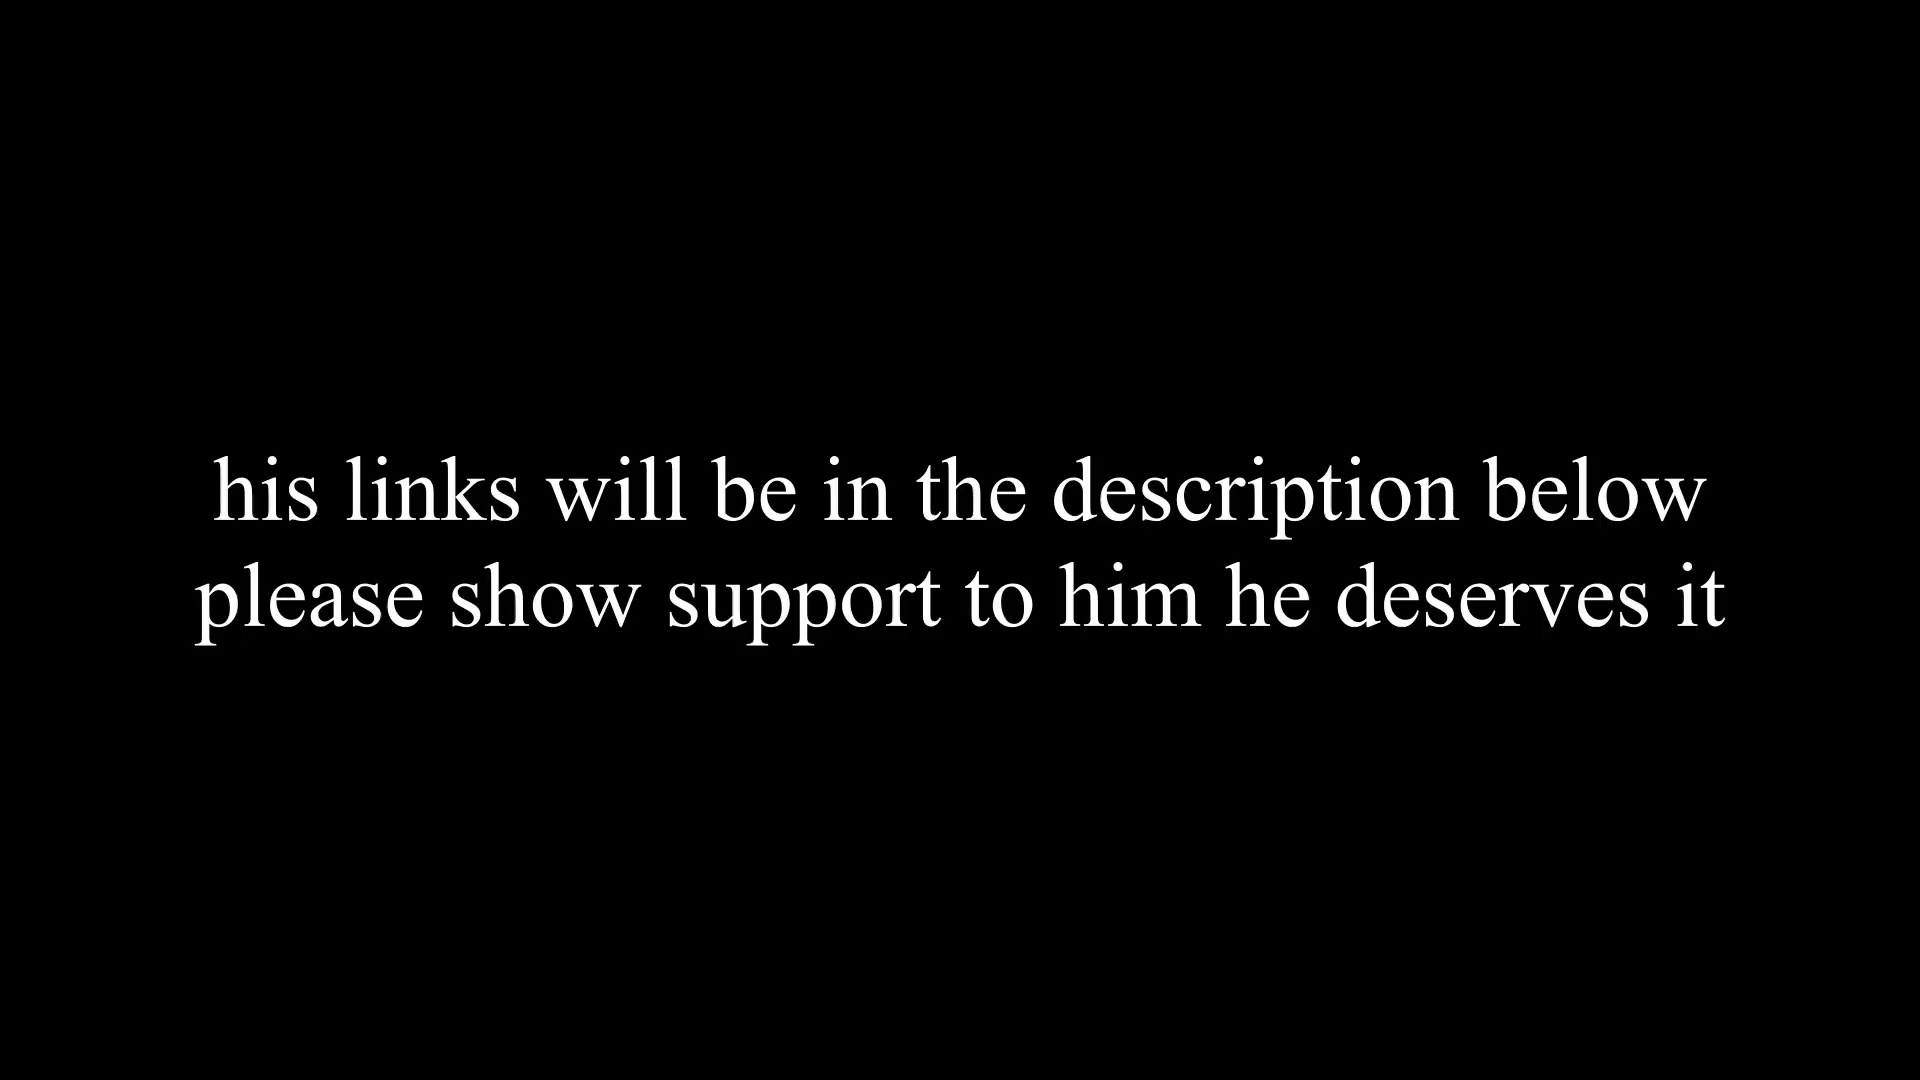 his links will be in the description below
please show support to him he deserves it